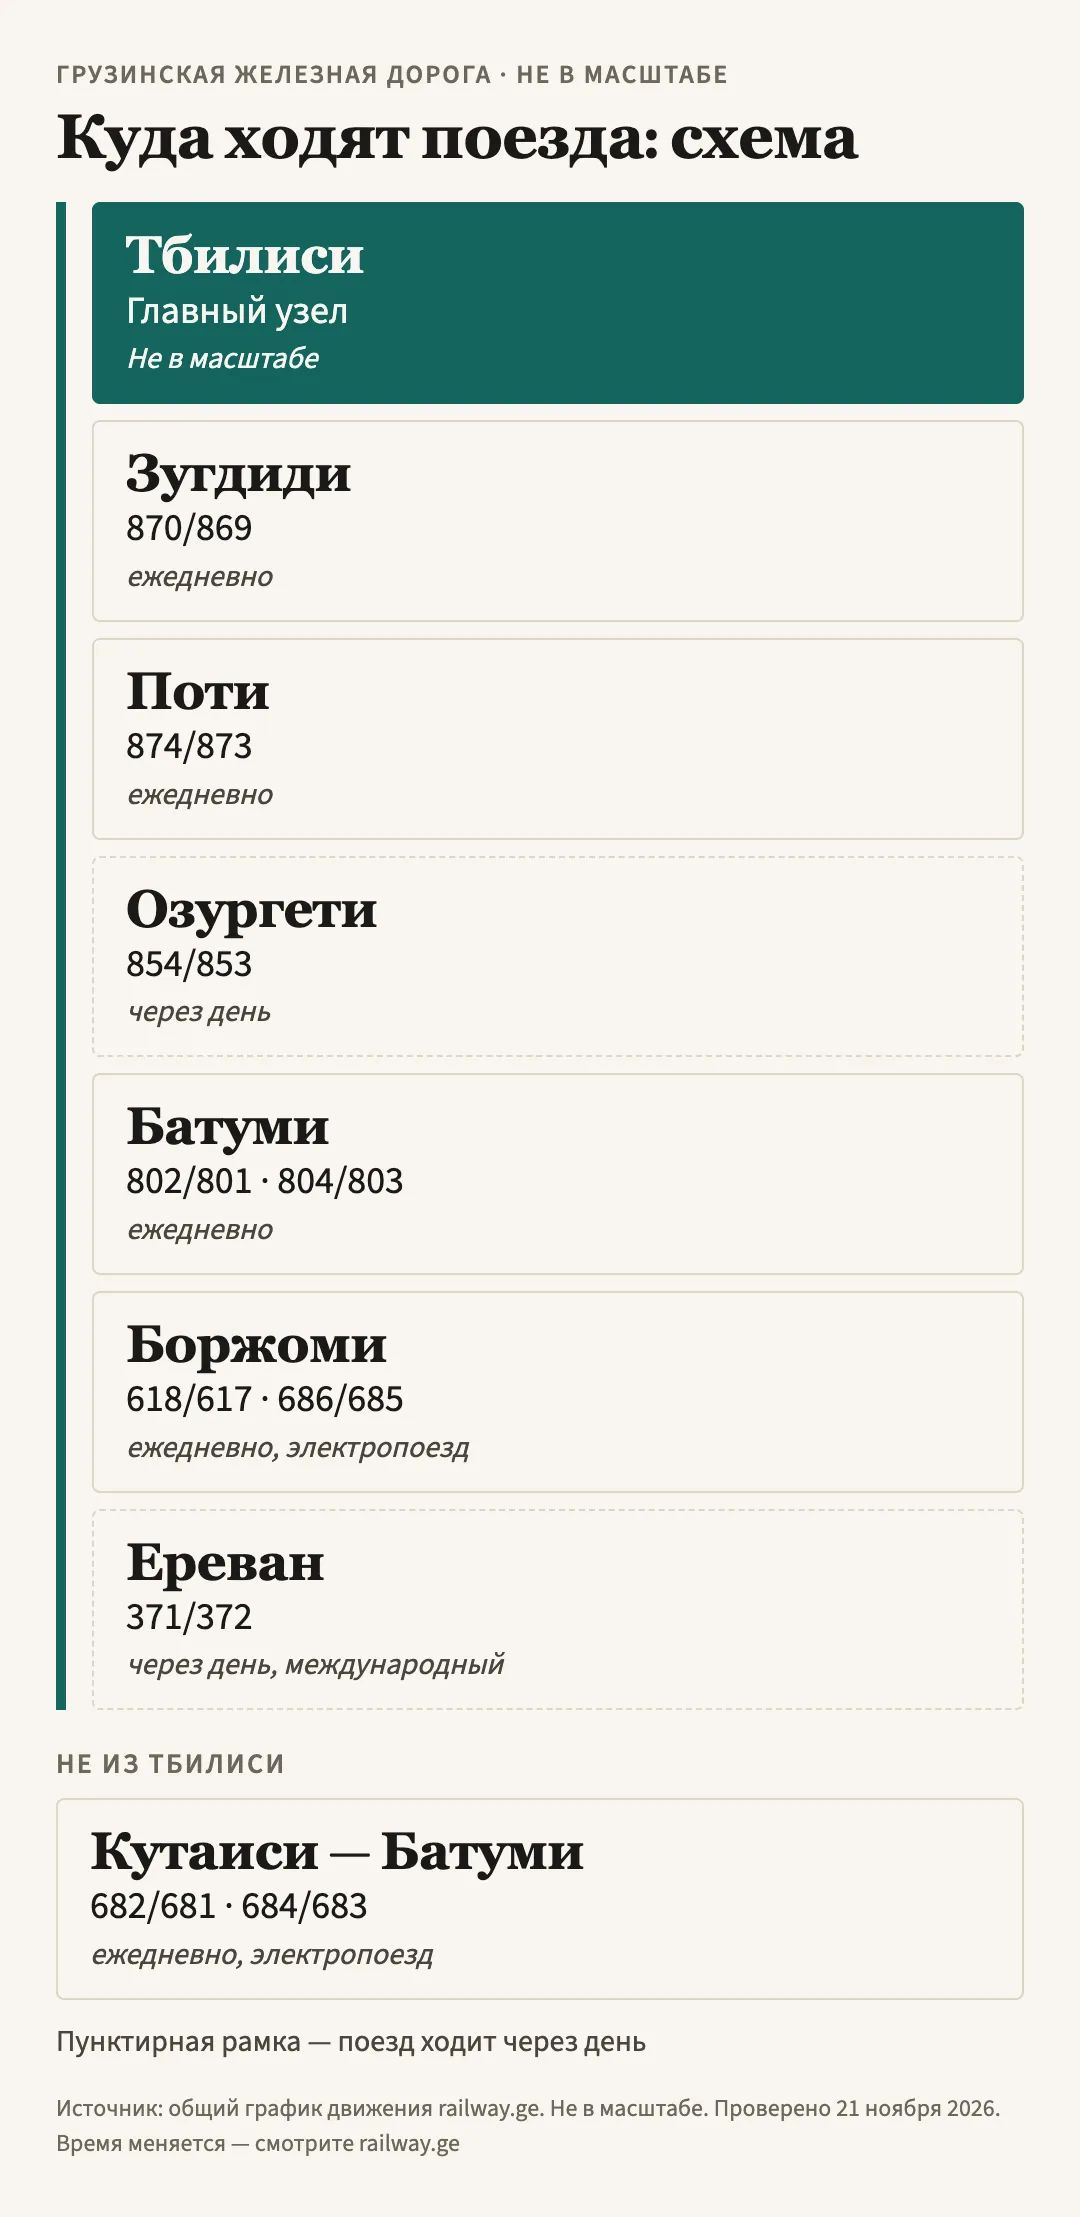 ГРУЗИНСКАЯ ЖЕЛЕЗНАЯ ДОРОГА · НЕ В МАСШТАБЕ
Куда ходят поезда: схема
Тбилиси
Главный узел
Не в масштабе
Зугдиди
870/869
ежедневно
Поти
874/873
ежедневно
Озургети
854/853
через день
Батуми
802/801 · 804/803
ежедневно
Боржоми
618/617 · 686/685
ежедневно, электропоезд
Ереван
371/372
через день, международный
НЕ ИЗ ТБИЛИСИ
Кутаиси — Батуми
682/681 · 684/683
ежедневно, электропоезд
Пунктирная рамка — поезд ходит через день
Источник: общий график движения railway.ge. Не в масштабе. Проверено 21 ноября 2026.
Время меняется — смотрите railway.ge